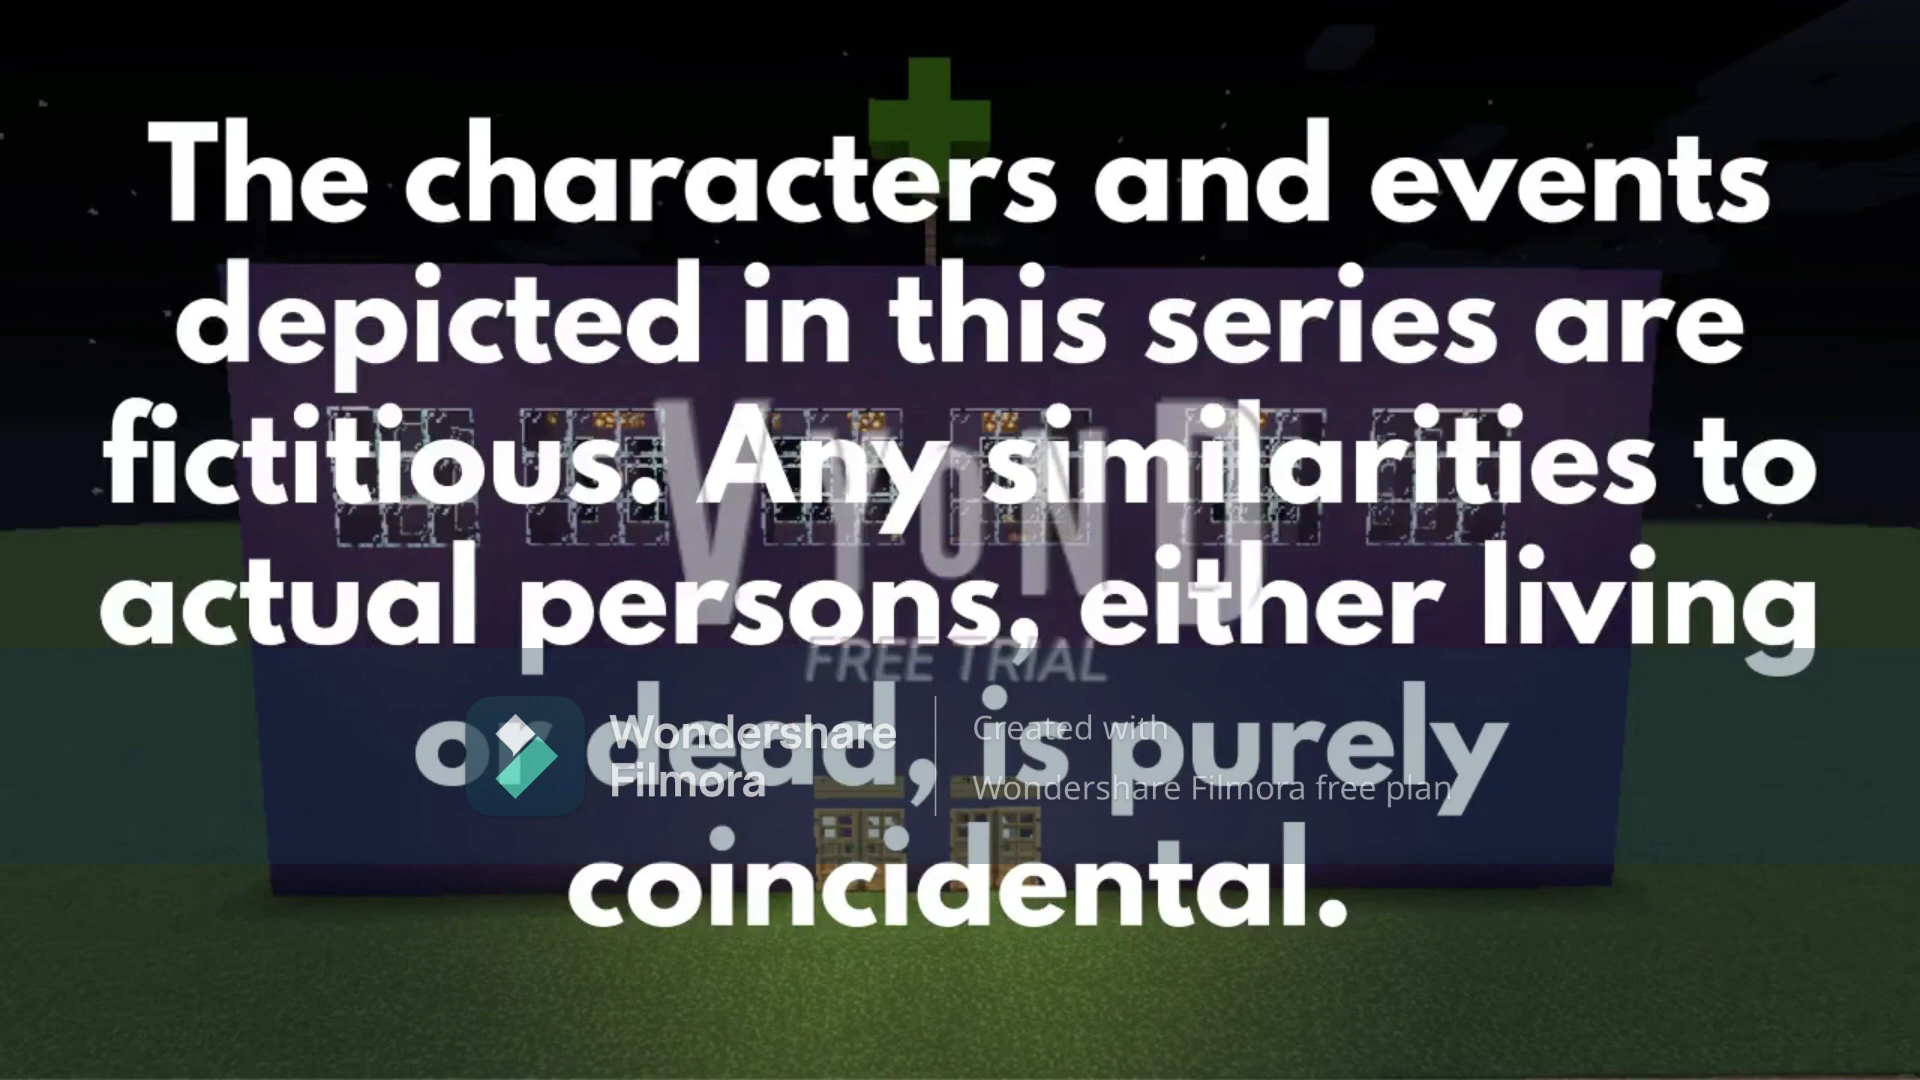 The characters and events
depicted in this series are
fictitious. Any similarities to
actual persons, either living
or dead, is purely
coincidental.
VYOND
FREE TRIAL
Wondershare
Filmora
Created with
Wondershare Filmora free plan